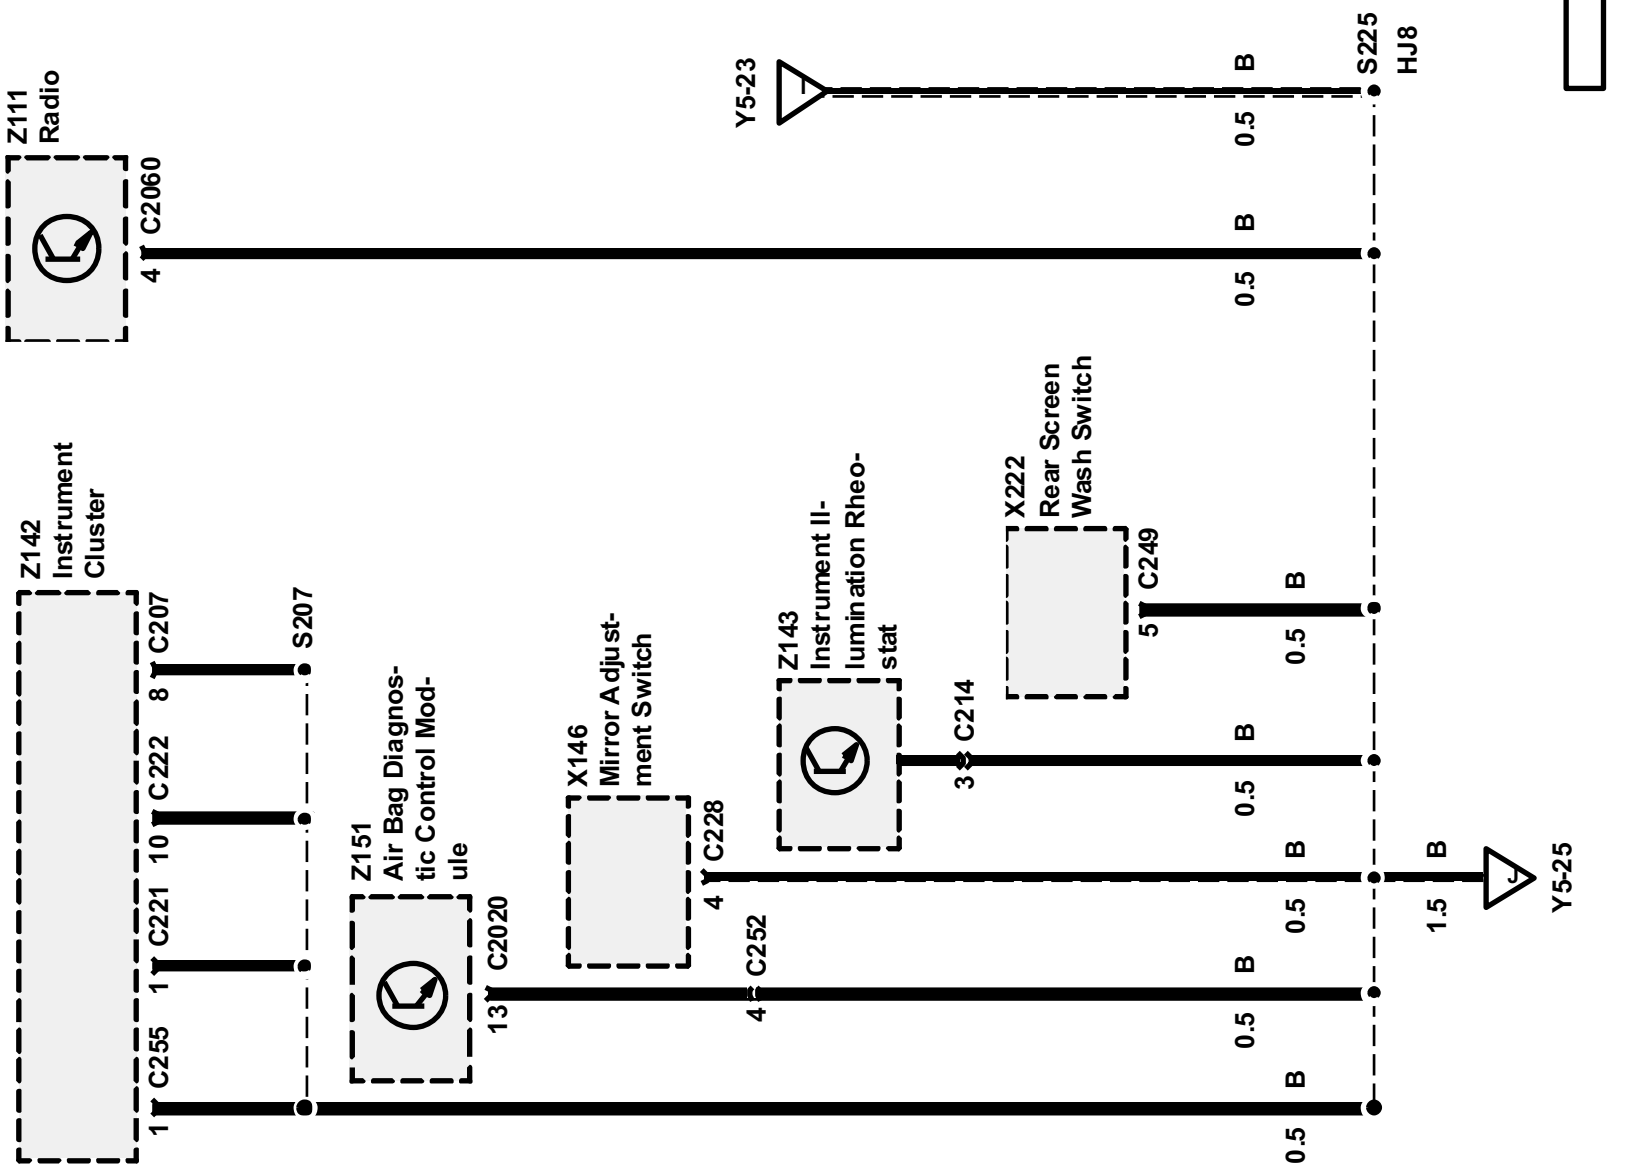 Z142
Instrument
Cluster
1
C255
1
C221
10
C222
8
C207
S207
Z111
Radio
4
C2060
Z151
Air Bag Diagnos-
tic Control Mod-
ule
13
C2020
4
C252
X146
Mirror Adjust-
ment Switch
4
C228
Z143
Instrument Il-
lumination Rheo-
stat
3
C214
X222
Rear Screen
Wash Switch
5
C249
Y5-23
I
0.5 B
0.5 B
0.5 B
0.5 B
0.5 B
0.5 B
0.5 B
S225
HJ8
1.5 B
J
Y5-25